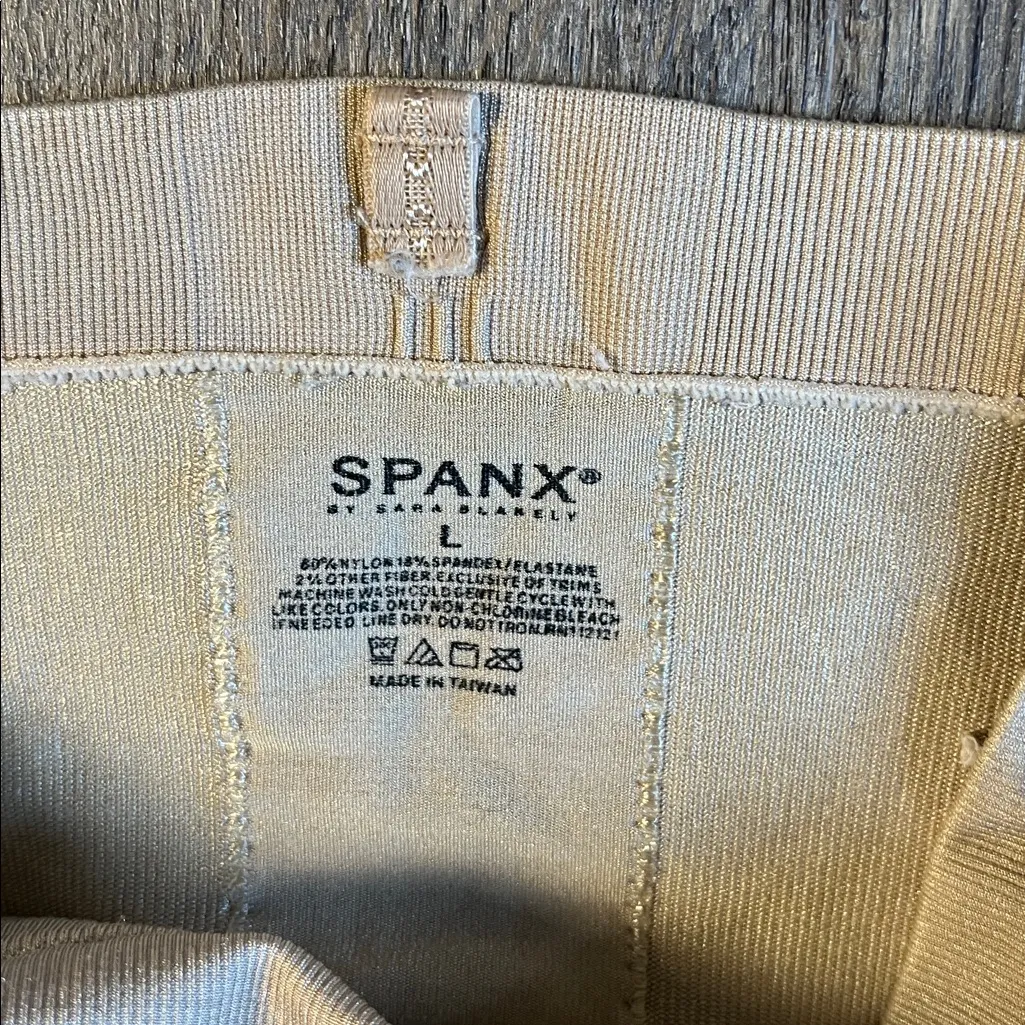 SPANX®
BY SARA BLAKELY
L
80% NYLON 18% SPANDEX/ELASTANE
2% OTHER FIBER. EXCLUSIVE OF TRIMS
MACHINE WASH COLD GENTLE CYCLE WITH
LIKE COLORS. ONLY NON-CHLORINE BLEACH
IF NEEDED. LINE DRY. DO NOT IRON. RN112121
MADE IN TAIWAN